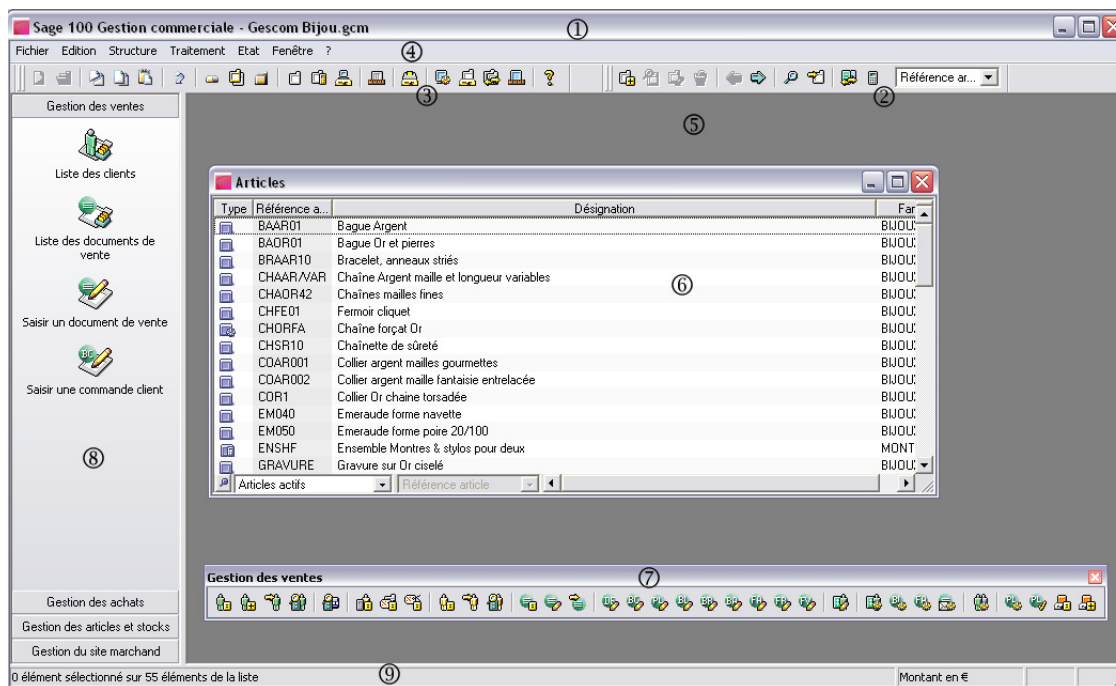 Sage 100 Gestion commerciale - Gescom Bijou.gcm ①
Fichier Edition Structure Traitement Etat Fenêtre ? ④
Référence ar...
③ ②
Gestion des ventes
⑤
Liste des clients
Liste des documents de
vente
Saisir un document de vente
Saisir une commande client
⑧
Gestion des achats
Gestion des articles et stocks
Gestion du site marchand
Articles
Type Référence a... Désignation Far
BAAR01 Bague Argent BIJOU
BAOR01 Bague Or et pierres BIJOU
BRAAR10 Bracelet, anneaux striés BIJOU
CHAAR/VAR Chaîne Argent maille et longueur variables BIJOU
⑥
CHAOR42 Chaînes mailles fines BIJOU
CHFE01 Fermoir cliquet BIJOU
CHORFA Chaîne forçat Or BIJOU
CHSR10 Chaînette de sûreté BIJOU
COAR001 Collier argent mailles gourmettes BIJOU
COAR002 Collier argent maille fantaisie entrelacée BIJOU
COR1 Collier Or chaine torsadée BIJOU
EM040 Emeraude forme navette BIJOU
EM050 Emeraude forme poire 20/100 BIJOU
ENSHF Ensemble Montres & stylos pour deux MONT
GRAVURE Gravure sur Or ciselé BIJOU
Articles actifs Référence article
Gestion des ventes ⑦
0 élément sélectionné sur 55 éléments de la liste ⑨ Montant en €